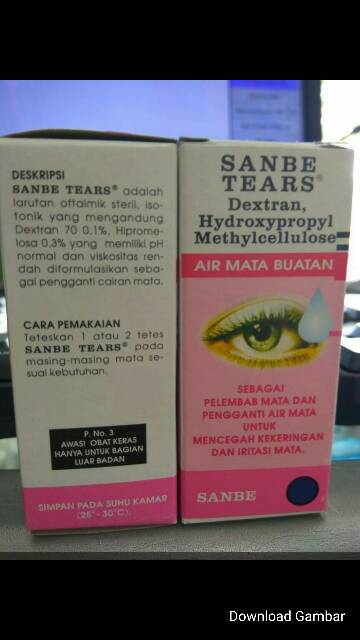 DESKRIPSI
SANBE TEARS® adalah
larutan oftalmik steril, iso-
tonik yang mengandung
Dextran 70 0,1%, Hiprome-
losa 0,3% yang memiliki pH
normal dan viskositas ren-
dah diformulasikan seba-
gai pengganti cairan mata.
CARA PEMAKAIAN
Teteskan 1 atau 2 tetes
SANBE TEARS® pada
masing-masing mata se-
suai kebutuhan.
P. No. 3
AWAS! OBAT KERAS
HANYA UNTUK BAGIAN
LUAR BADAN
SIMPAN PADA SUHU KAMAR
(25° - 30°C).
SANBE
TEARS®
Dextran,
Hydroxypropyl
Methylcellulose
AIR MATA BUATAN
SEBAGAI
PELEMBAB MATA DAN
PENGGANTI AIR MATA
UNTUK
MENCEGAH KEKERINGAN
DAN IRITASI MATA.
SANBE
Download Gambar